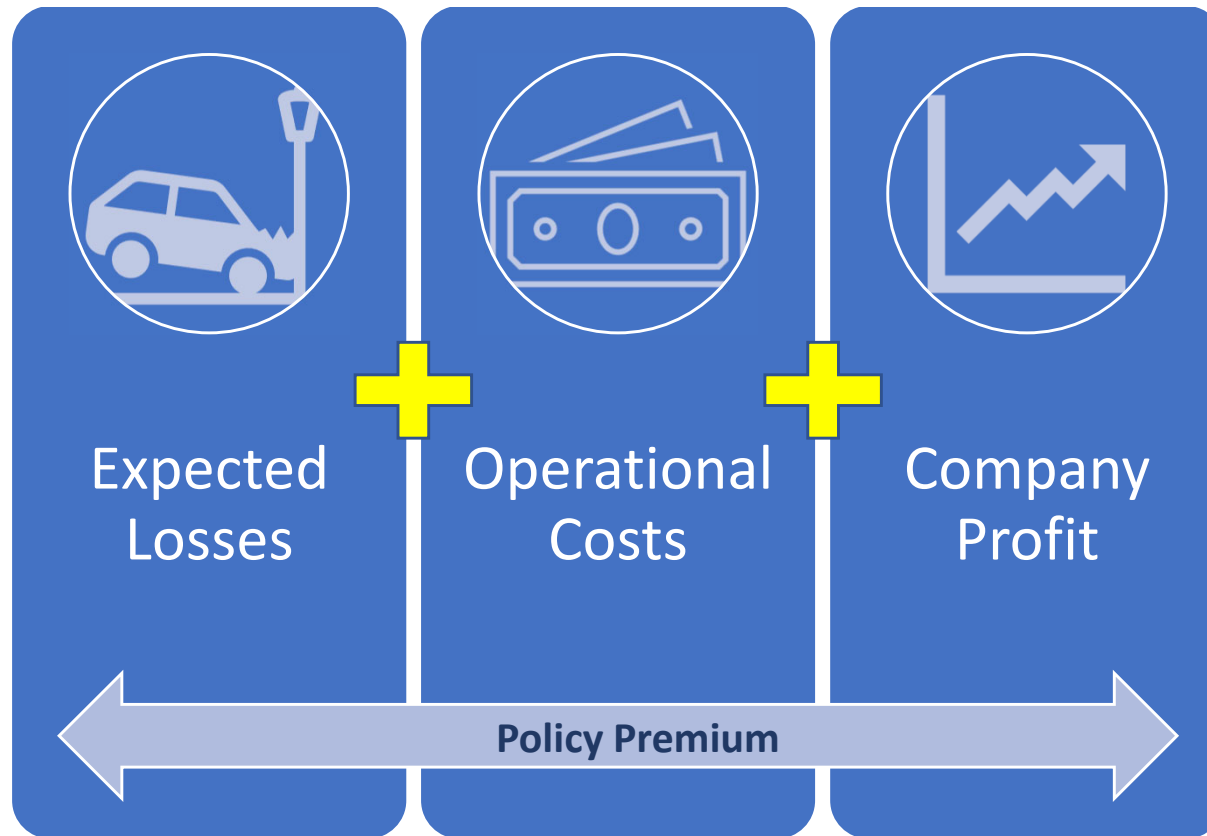 Expected
Losses
Operational
Costs
Company
Profit
Policy Premium